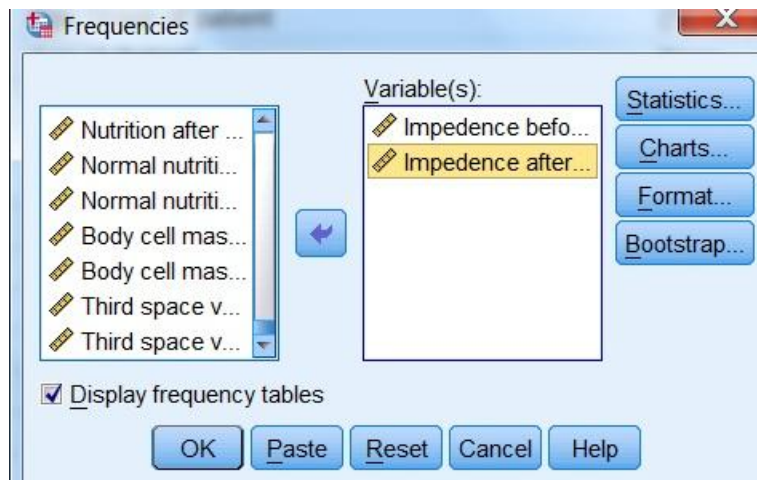 Frequencies
Variable(s):
Nutrition after ...
Normal nutriti...
Normal nutriti...
Body cell mas...
Body cell mas...
Third space v...
Third space v...
Impedence befo...
Impedence after...
Statistics...
Charts...
Format...
Bootstrap...
Display frequency tables
OK Paste Reset Cancel Help